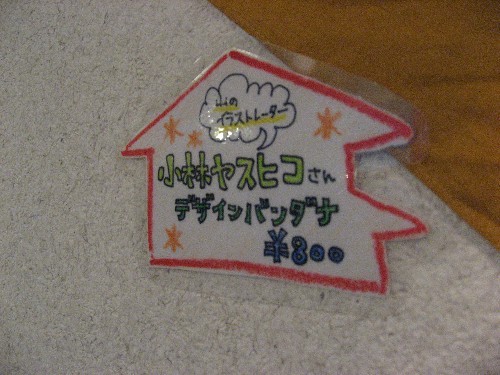 イラストレーター
小林ヤスヒコさん
デザインバンダナ
¥800